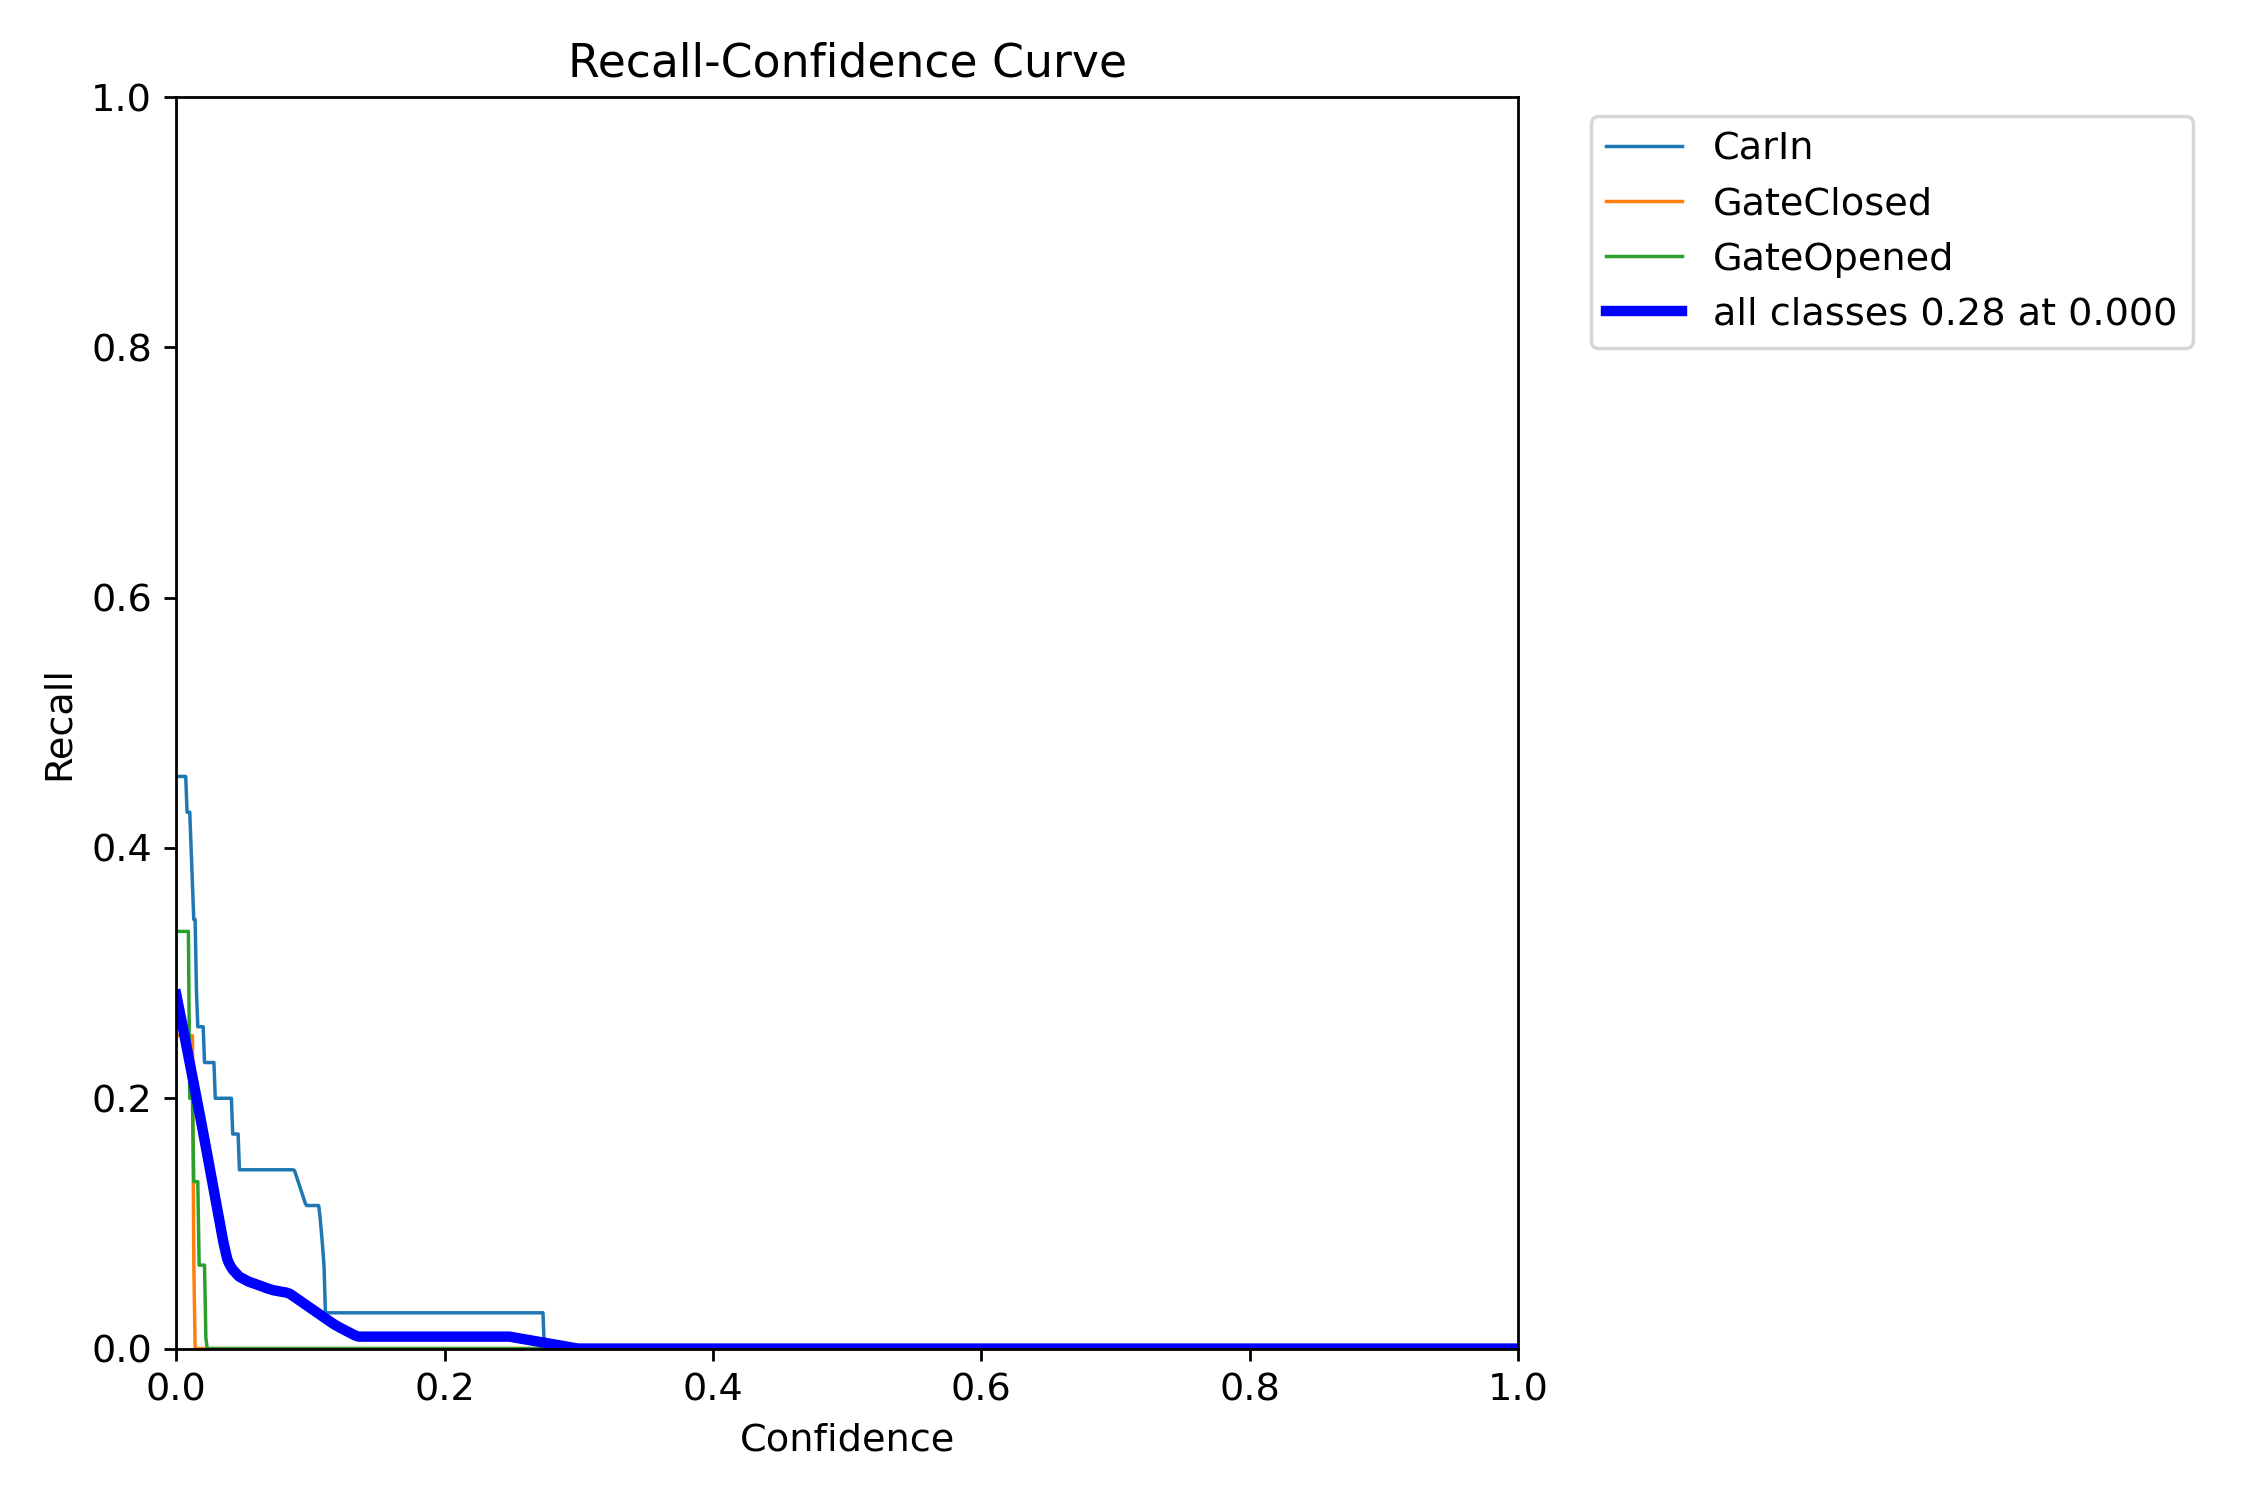 Recall-Confidence Curve
1.0
0.8
0.6
0.4
0.2
0.0
Recall
0.0 0.2 0.4 0.6 0.8 1.0
Confidence
CarIn
GateClosed
GateOpened
all classes 0.28 at 0.000